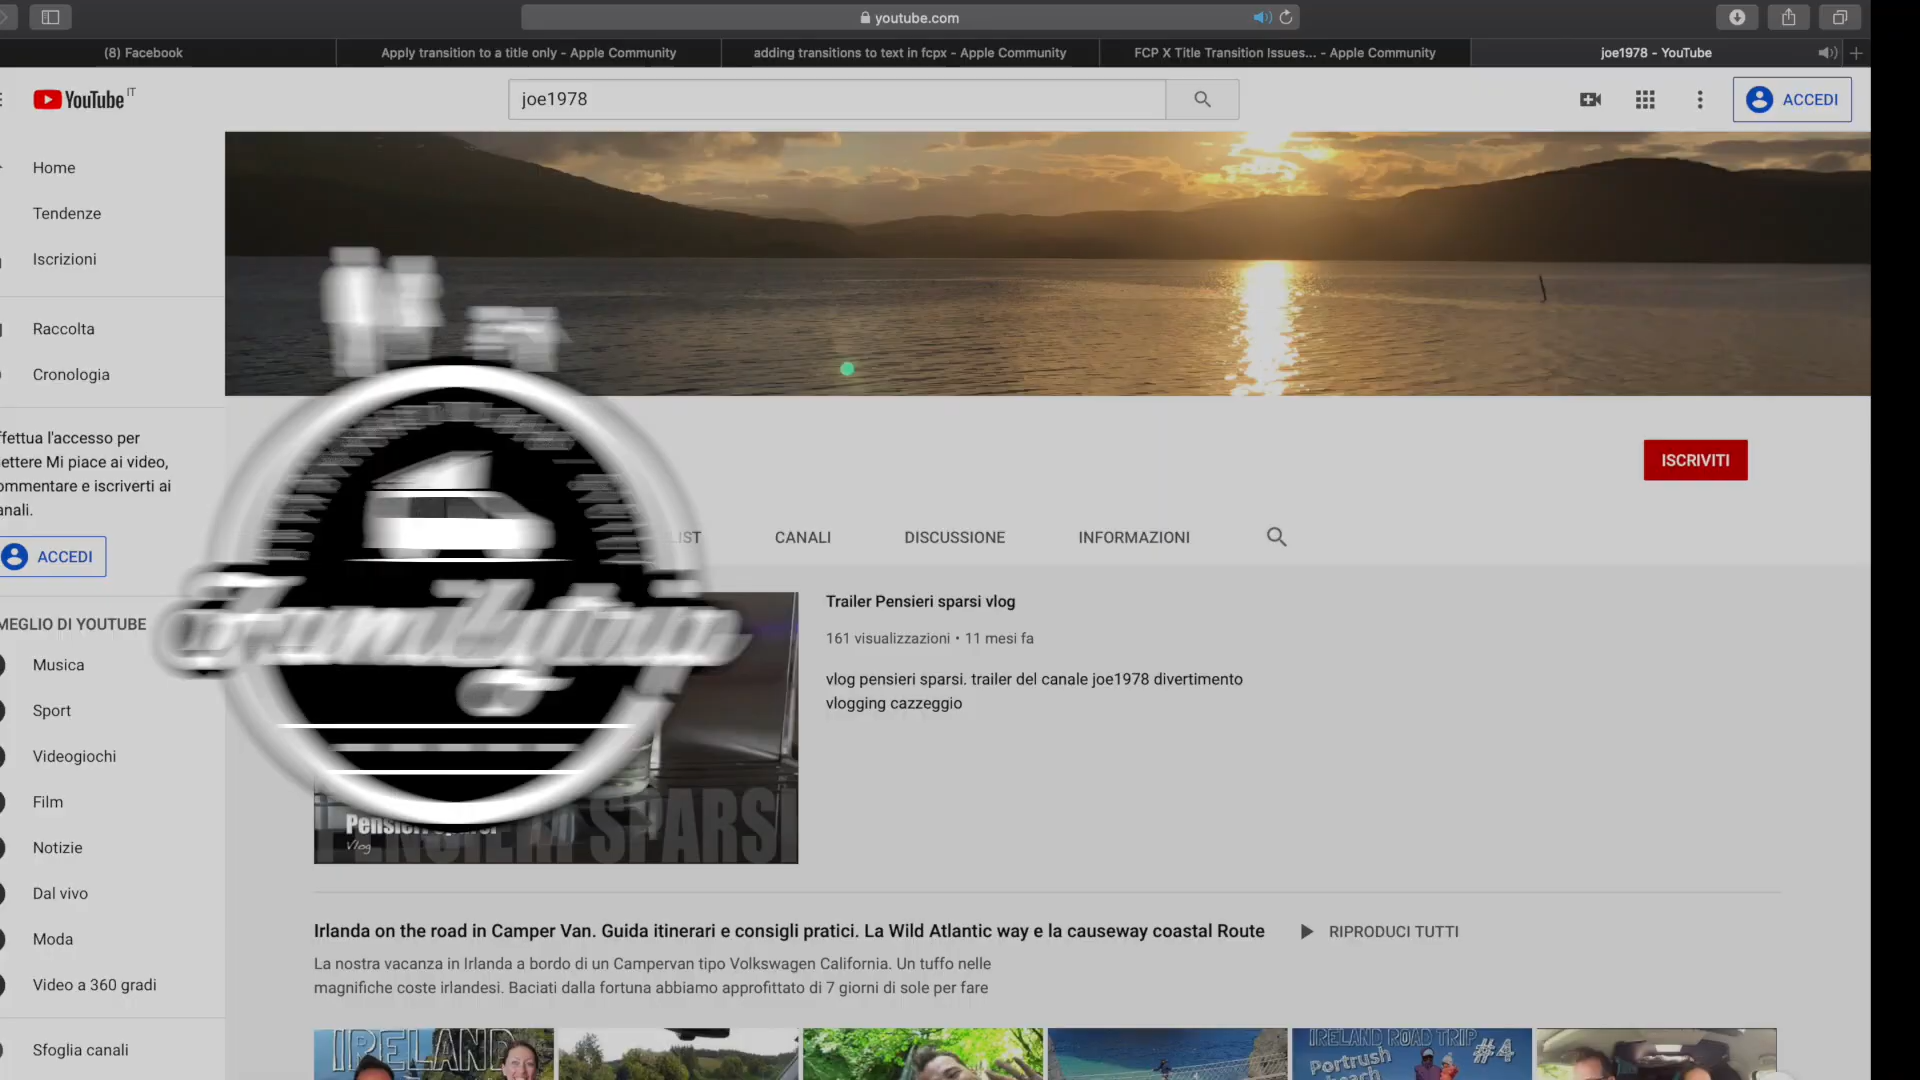 youtube.com
(8) Facebook
Apply transition to a title only - Apple Community
adding transitions to text in fcpx - Apple Community
FCP X Title Transition Issues... - Apple Community
joe1978 - YouTube
YouTube IT
joe1978
ACCEDI
Home
Tendenze
Iscrizioni
Raccolta
Cronologia
ffettua l'accesso per
ettere Mi piace ai video,
ommentare e iscriverti ai
anali.
ACCEDI
MEGLIO DI YOUTUBE
Musica
Sport
Videogiochi
Film
Notizie
Dal vivo
Moda
Video a 360 gradi
Sfoglia canali
ISCRIVITI
LIST
CANALI
DISCUSSIONE
INFORMAZIONI
Trailer Pensieri sparsi vlog
161 visualizzazioni • 11 mesi fa
vlog pensieri sparsi. trailer del canale joe1978 divertimento
vlogging cazzeggio
PENSIERI SPARSI
Pensieri sparsi
Vlog
Irlanda on the road in Camper Van. Guida itinerari e consigli pratici. La Wild Atlantic way e la causeway coastal Route
RIPRODUCI TUTTI
La nostra vacanza in Irlanda a bordo di un Campervan tipo Volkswagen California. Un tuffo nelle
magnifiche coste irlandesi. Baciati dalla fortuna abbiamo approfittato di 7 giorni di sole per fare
IRELAND
IRELAND ROAD TRIP
Portrush #4
beach